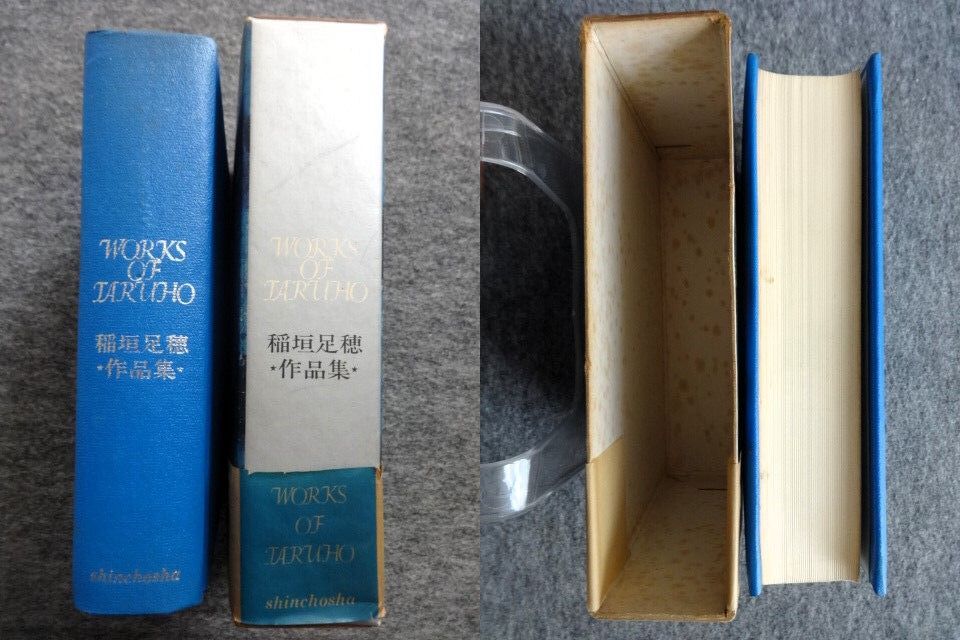 WORKS
OF
TARUHO
稲垣足穂
★作品集★
shinchosha
WORKS
OF
TARUHO
稲垣足穂
★作品集★
WORKS
OF
TARUHO
shinchosha